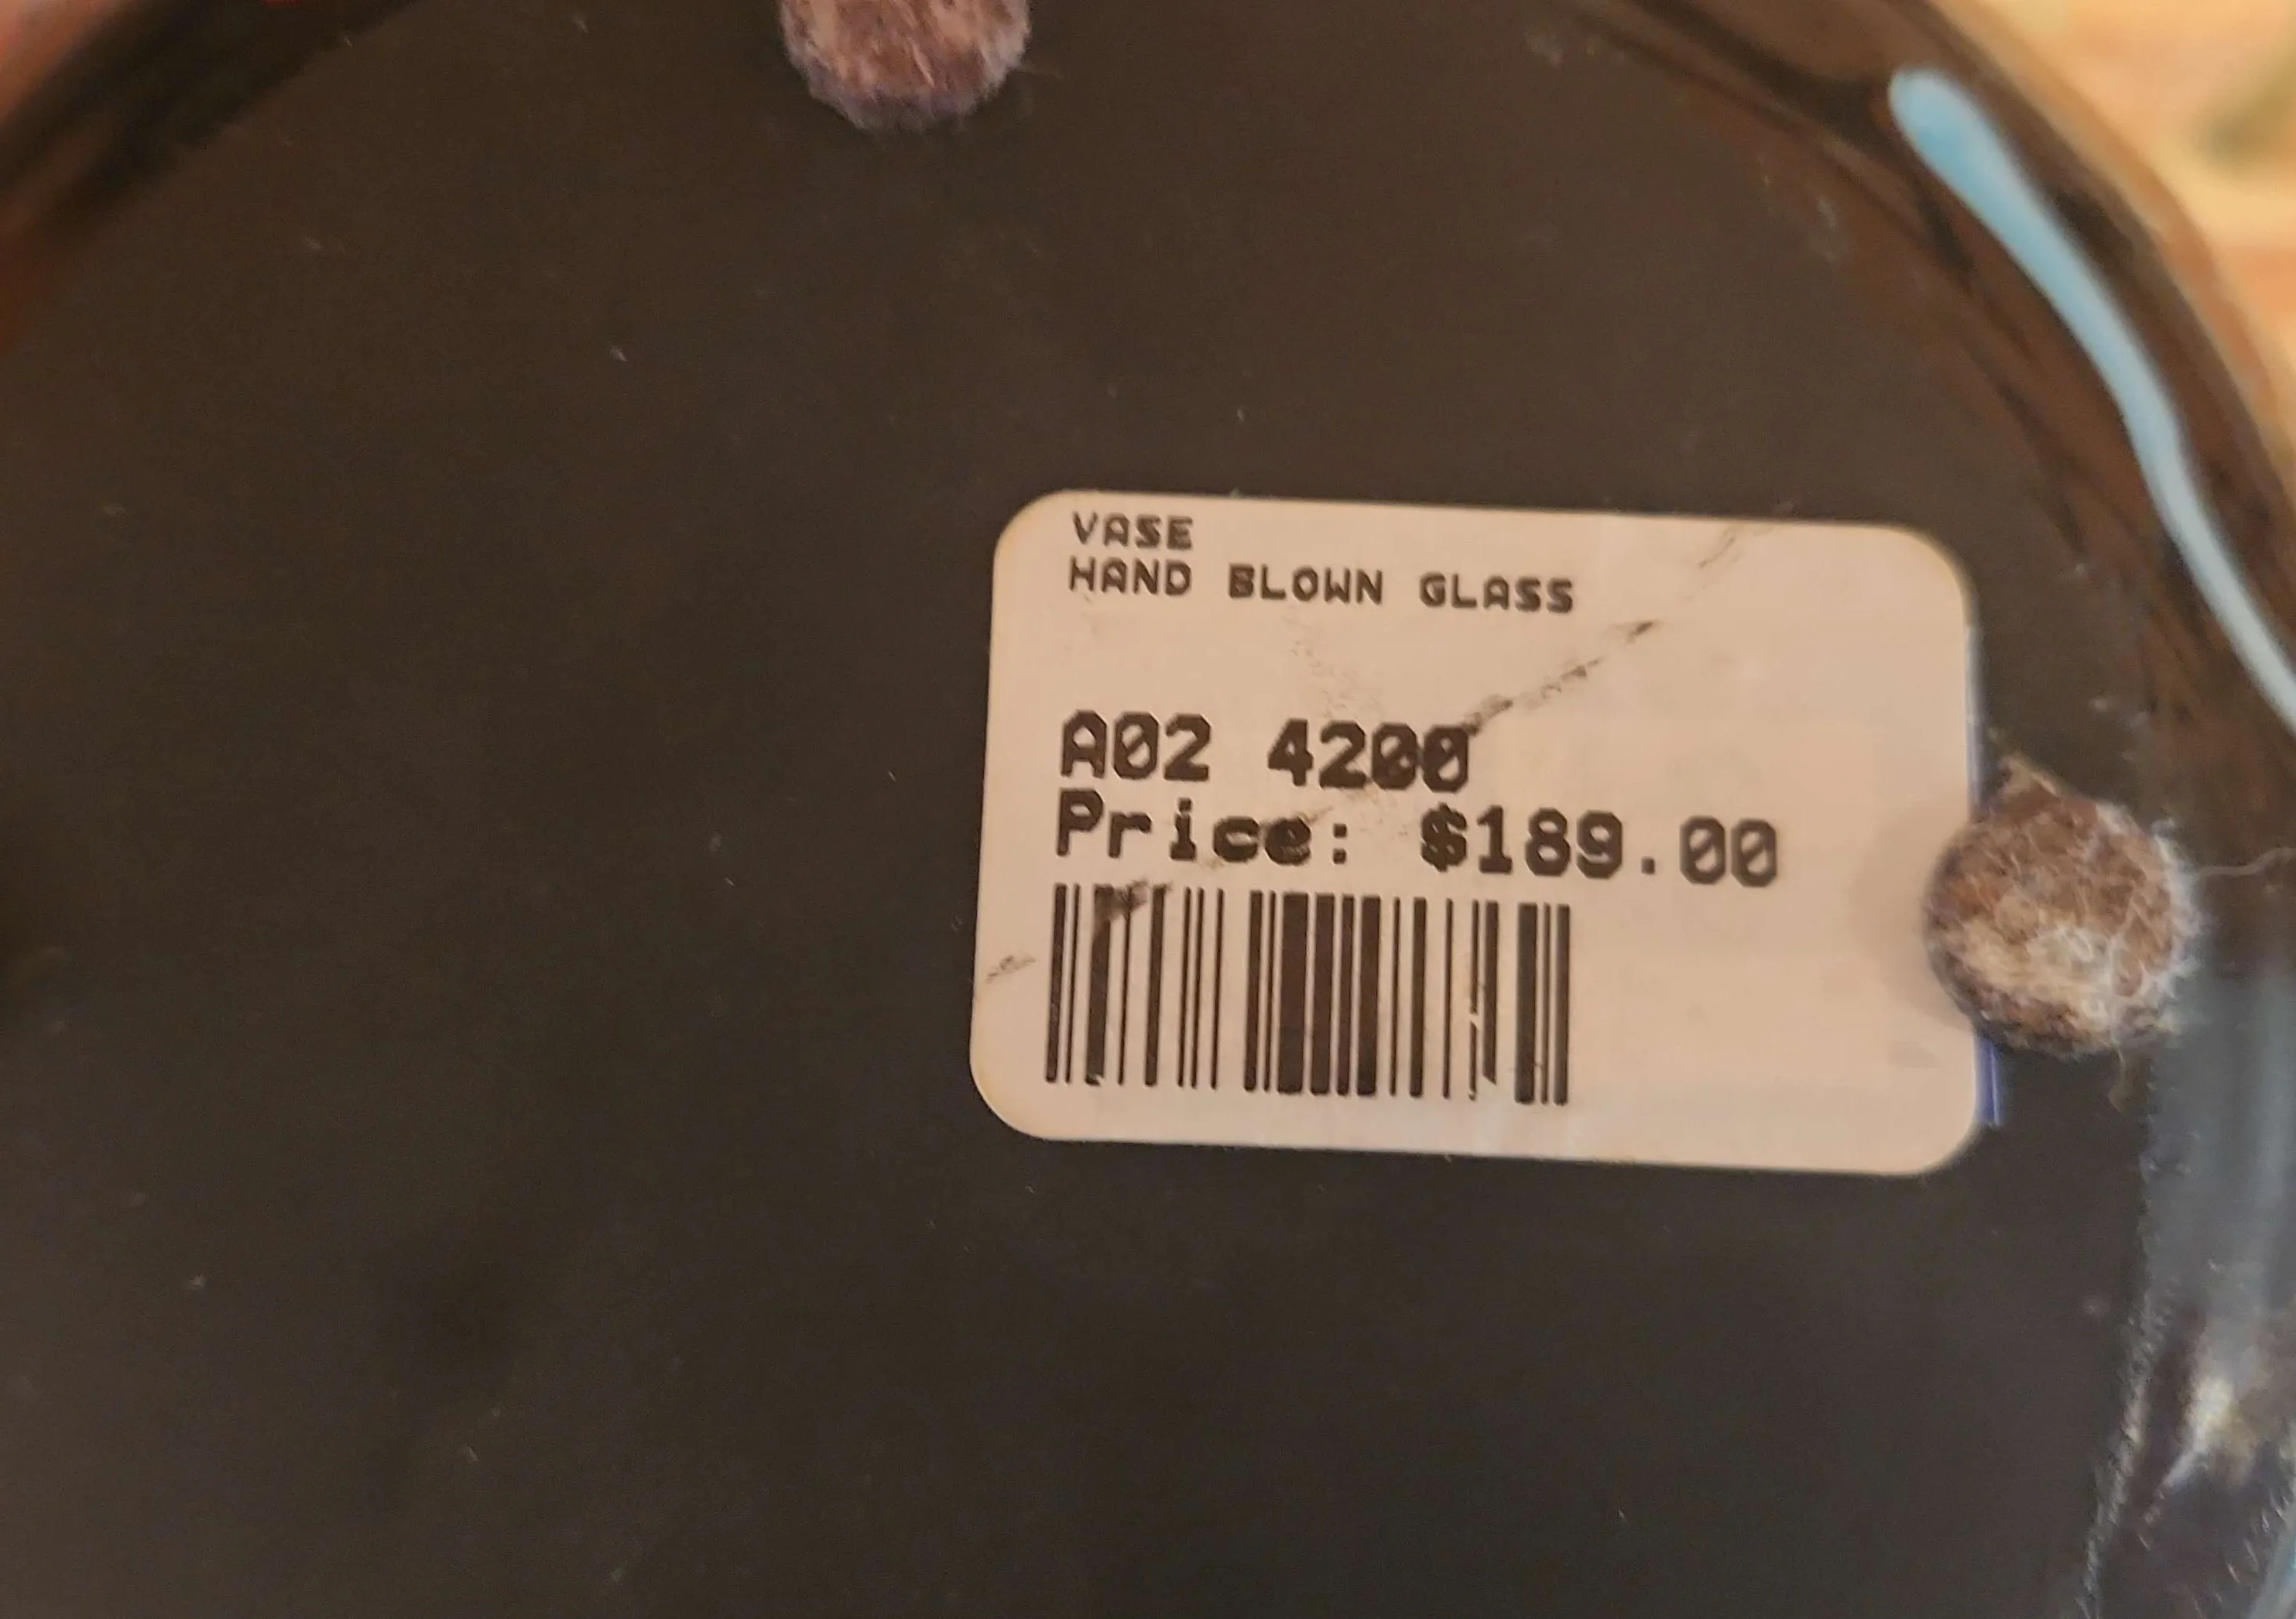 VASE
HAND BLOWN GLASS
A02 4200
Price: $189.00